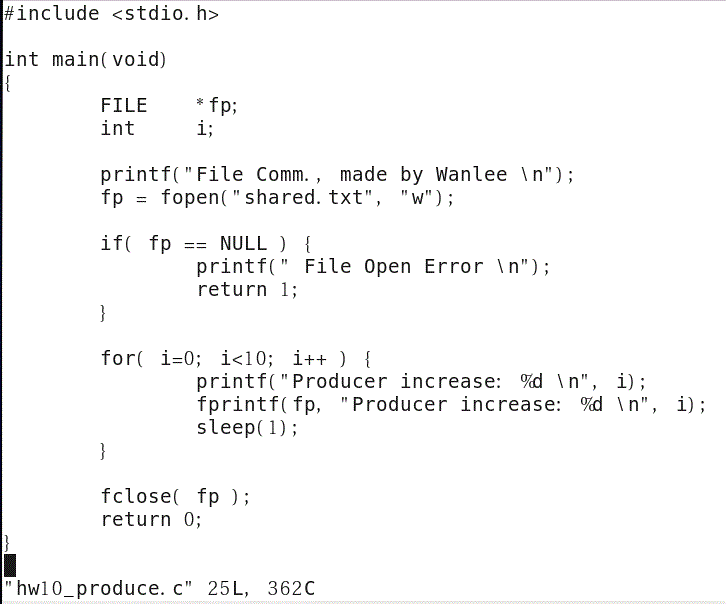 #include <stdio.h>

int main(void)
{
        FILE    *fp;
        int     i;

        printf("File Comm., made by Wanlee \n");
        fp = fopen("shared.txt", "w");

        if( fp == NULL ) {
                printf(" File Open Error \n");
                return 1;
        }

        for( i=0; i<10; i++ ) {
                printf("Producer increase: %d \n", i);
                fprintf(fp, "Producer increase: %d \n", i);
                sleep(1);
        }

        fclose( fp );
        return 0;
}
"hw10_produce.c" 25L, 362C